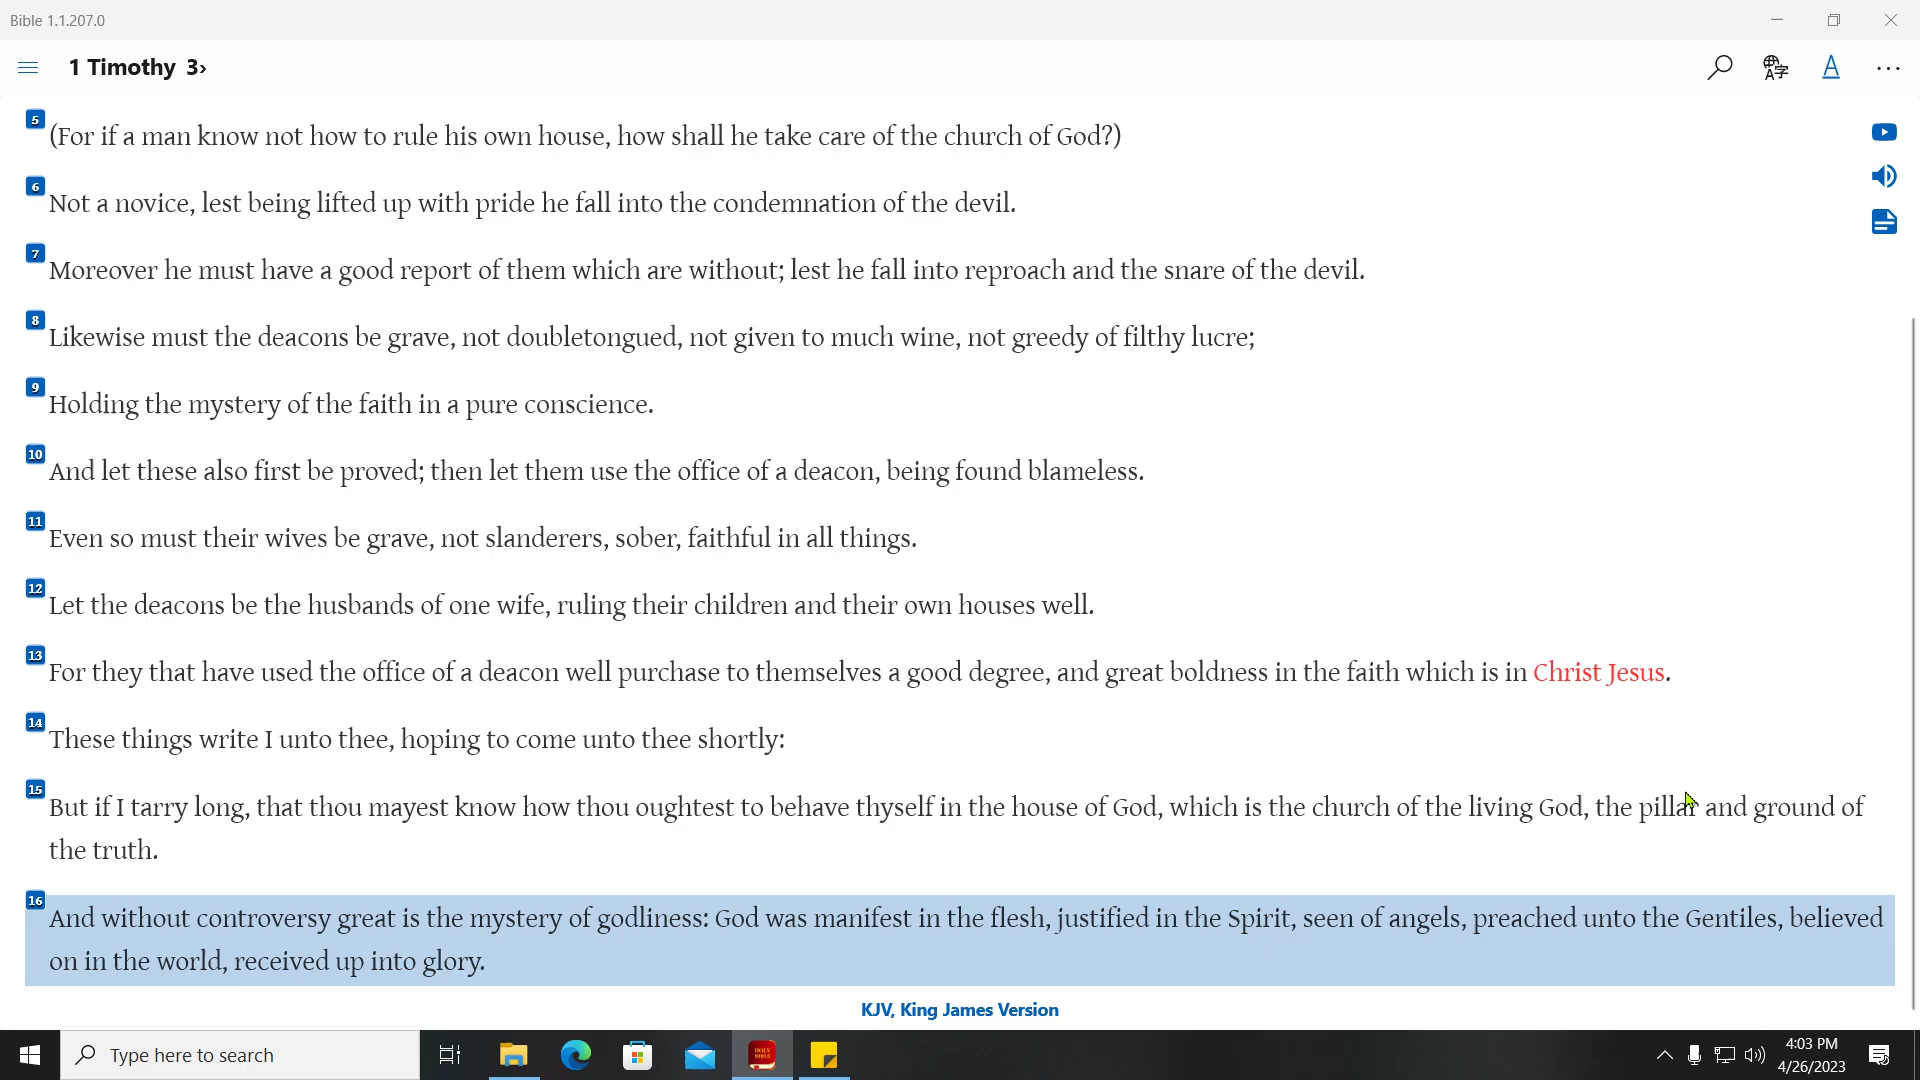 Bible 1.1.207.0
1 Timothy 3›
5 (For if a man know not how to rule his own house, how shall he take care of the church of God?)
6 Not a novice, lest being lifted up with pride he fall into the condemnation of the devil.
7 Moreover he must have a good report of them which are without; lest he fall into reproach and the snare of the devil.
8 Likewise must the deacons be grave, not doubletongued, not given to much wine, not greedy of filthy lucre;
9 Holding the mystery of the faith in a pure conscience.
10 And let these also first be proved; then let them use the office of a deacon, being found blameless.
11 Even so must their wives be grave, not slanderers, sober, faithful in all things.
12 Let the deacons be the husbands of one wife, ruling their children and their own houses well.
13 For they that have used the office of a deacon well purchase to themselves a good degree, and great boldness in the faith which is in Christ Jesus.
14 These things write I unto thee, hoping to come unto thee shortly:
15 But if I tarry long, that thou mayest know how thou oughtest to behave thyself in the house of God, which is the church of the living God, the pillar and ground of
the truth.
16 And without controversy great is the mystery of godliness: God was manifest in the flesh, justified in the Spirit, seen of angels, preached unto the Gentiles, believed
on in the world, received up into glory.
KJV, King James Version
Type here to search
HOLY BIBLE
4:03 PM
4/26/2023